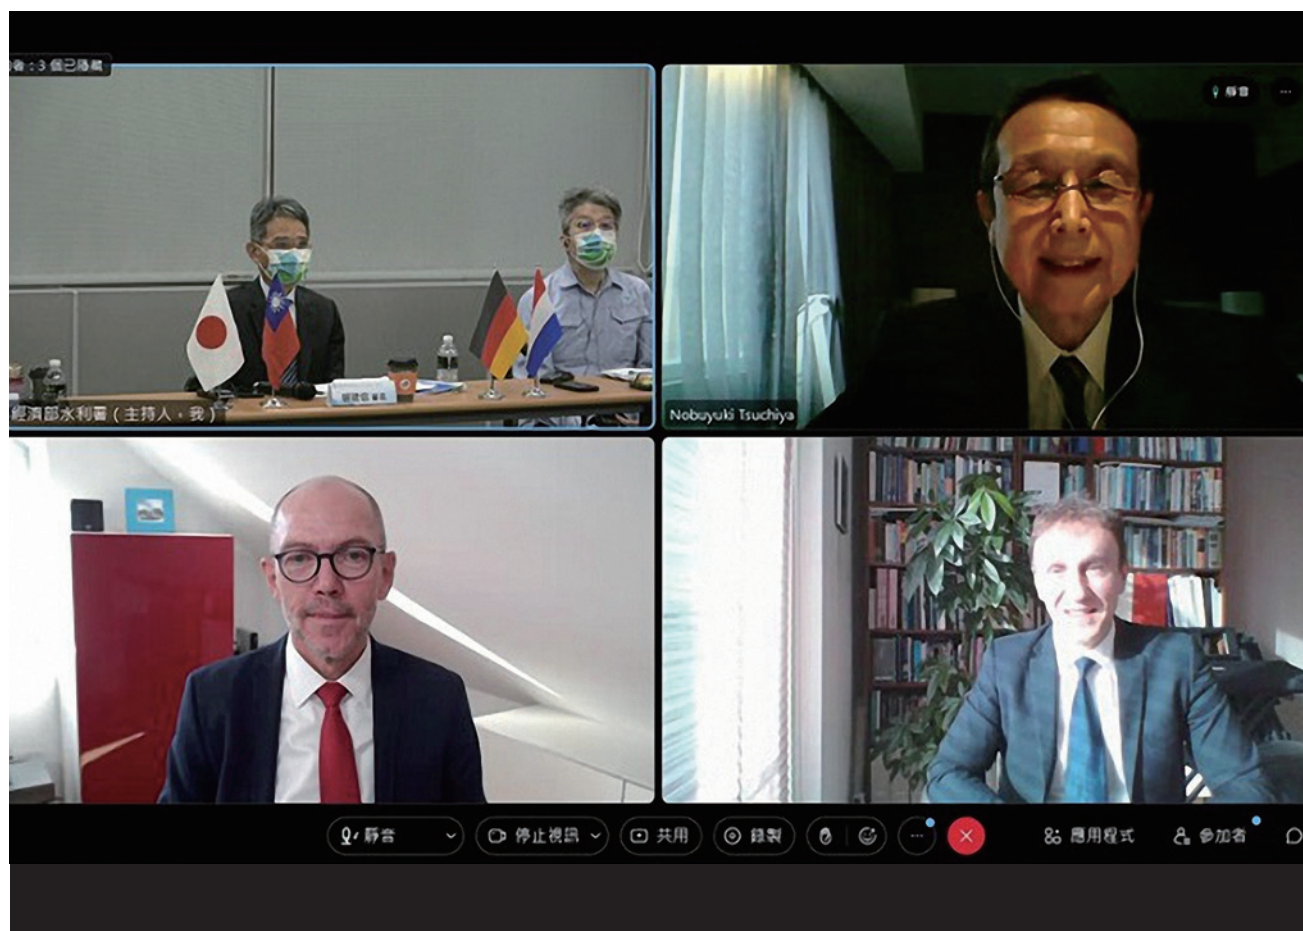 者：3 個已隱藏
靜音
經濟部水利署（主持人，我）
Nobuyuki Tsuchiya
靜音
停止視訊
共用
錄製
應用程式
參加者